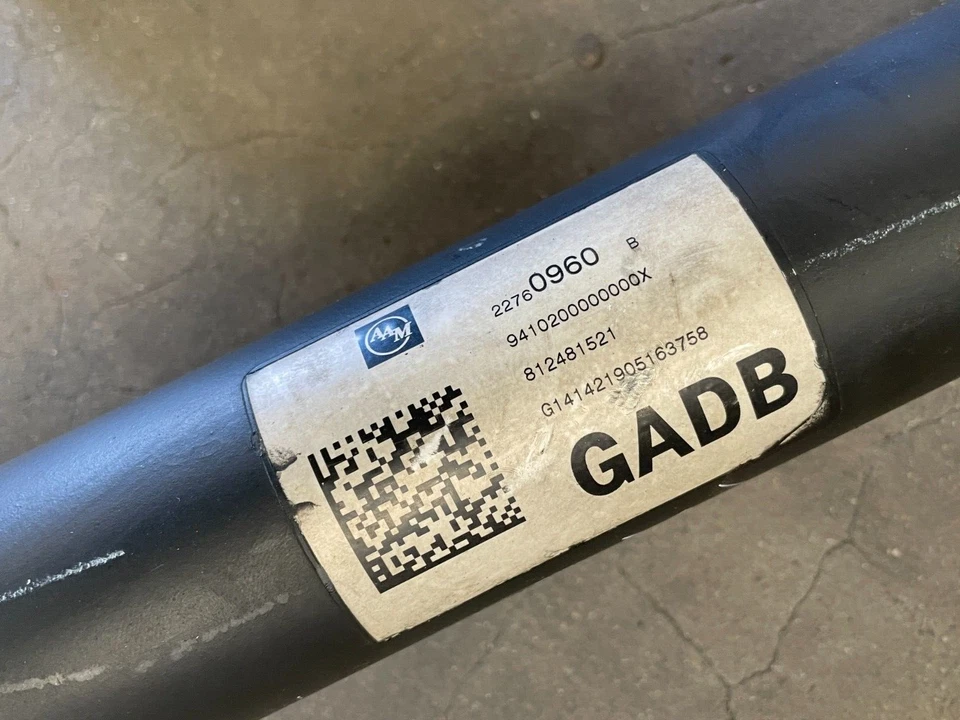 AAM
22760960 B
9410200000000X
812481521
G141421905163758
GADB